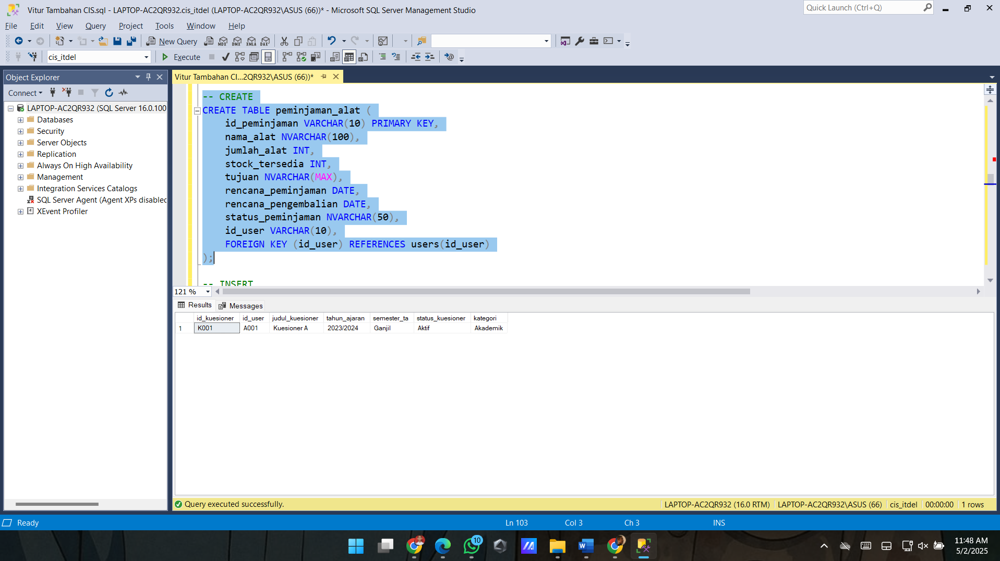 Vitur Tambahan CIS.sql - LAPTOP-AC2QR932.cis_itdel (LAPTOP-AC2QR932\ASUS (66))* - Microsoft SQL Server Management Studio
Quick Launch (Ctrl+Q)
File Edit View Query Project Tools Window Help
New Query MDX DMX XMLA DAX
cis_itdel Execute
Object Explorer
Vitur Tambahan CI...2QR932\ASUS (66))*
Connect
LAPTOP-AC2QR932 (SQL Server 16.0.100
Databases
Security
Server Objects
Replication
Always On High Availability
Management
Integration Services Catalogs
SQL Server Agent (Agent XPs disabled
XEvent Profiler
-- CREATE
CREATE TABLE peminjaman_alat (
id_peminjaman VARCHAR(10) PRIMARY KEY,
nama_alat NVARCHAR(100),
jumlah_alat INT,
stock_tersedia INT,
tujuan NVARCHAR(MAX),
rencana_peminjaman DATE,
rencana_pengembalian DATE,
status_peminjaman NVARCHAR(50),
id_user VARCHAR(10),
FOREIGN KEY (id_user) REFERENCES users(id_user)
);
-- INSERT
121 %
Results Messages
id_kuesioner id_user judul_kuesioner tahun_ajaran semester_ta status_kuesioner kategori
1 K001 A001 Kuesioner A 2023/2024 Ganjil Aktif Akademik
Query executed successfully.
LAPTOP-AC2QR932 (16.0 RTM) LAPTOP-AC2QR932\ASUS (66) cis_itdel 00:00:00 1 rows
Ready Ln 103 Col 3 Ch 3 INS
10
11:48 AM
5/2/2025